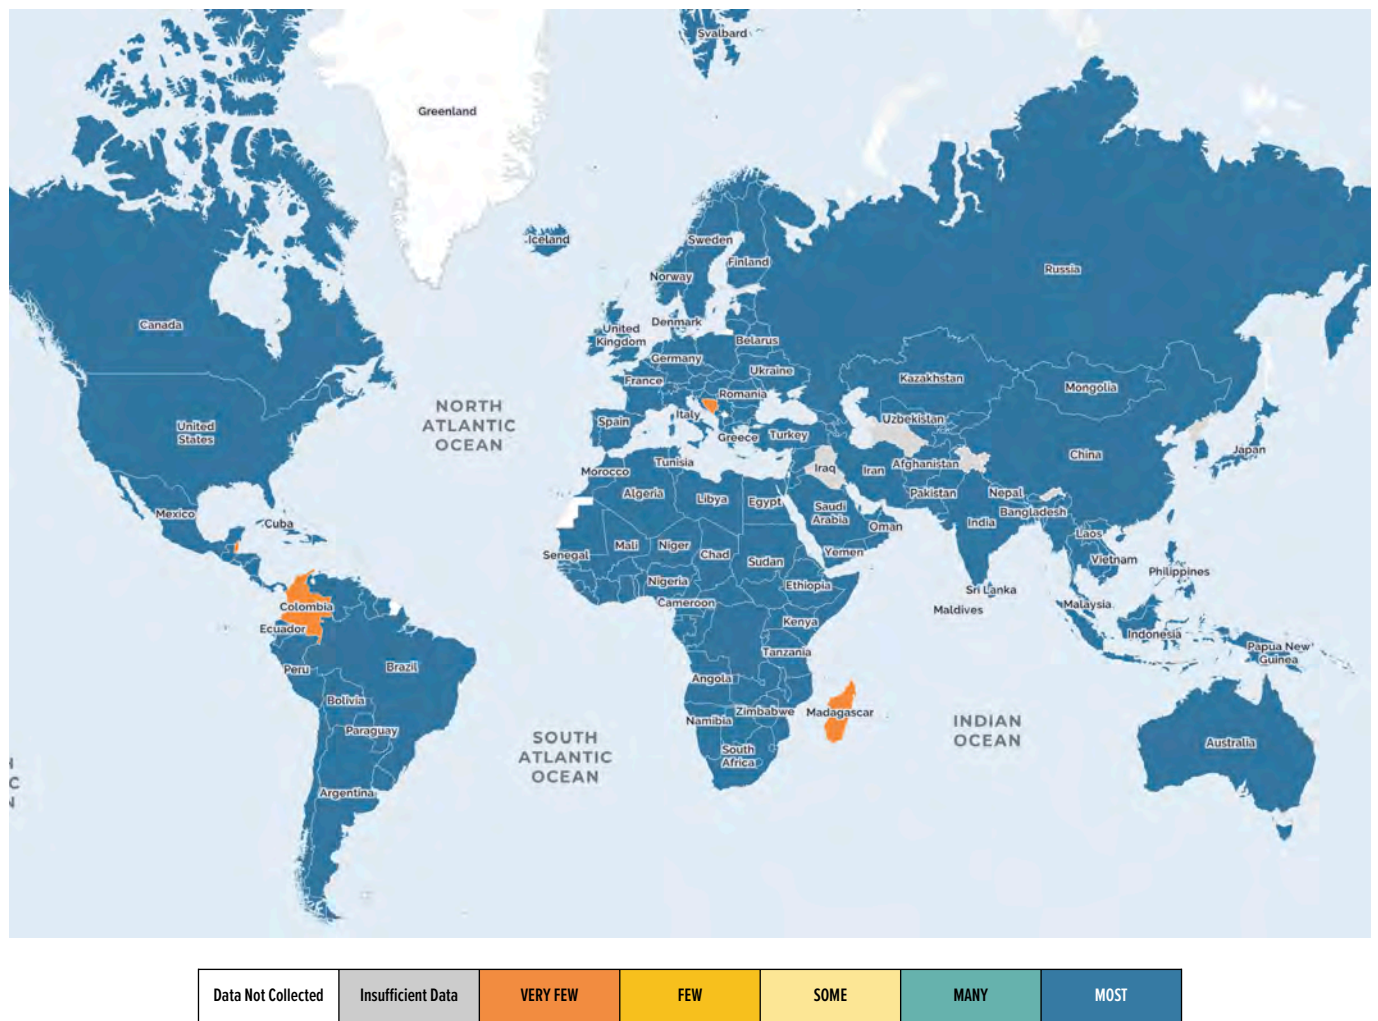 Svalbard
Greenland
Iceland
Sweden
Finland
Norway
Russia
Canada
United
Kingdom
Denmark
Belarus
Germany
Ukraine
France
Kazakhstan
Mongolia
Romania
NORTH
ATLANTIC
OCEAN
Italy
Spain
Uzbekistan
United
States
Greece
Turkey
Japan
China
Tunisia
Morocco
Iraq
Iran
Afghanistan
Algeria
Libya
Egypt
Pakistan
Nepal
Mexico
Cuba
Saudi
Arabia
Bangladesh
Oman
India
Laos
Senegal
Mali
Niger
Chad
Sudan
Yemen
Vietnam
Philippines
Nigeria
Ethiopia
Sri Lanka
Colombia
Cameroon
Maldives
Malaysia
Ecuador
Kenya
Indonesia
Papua New
Guinea
Tanzania
Peru
Brazil
Angola
Bolivia
Zimbabwe
Madagascar
Namibia
INDIAN
OCEAN
Paraguay
SOUTH
ATLANTIC
OCEAN
South
Africa
Australia
Argentina
C
Data Not Collected
Insufficient Data
VERY FEW
FEW
SOME
MANY
MOST